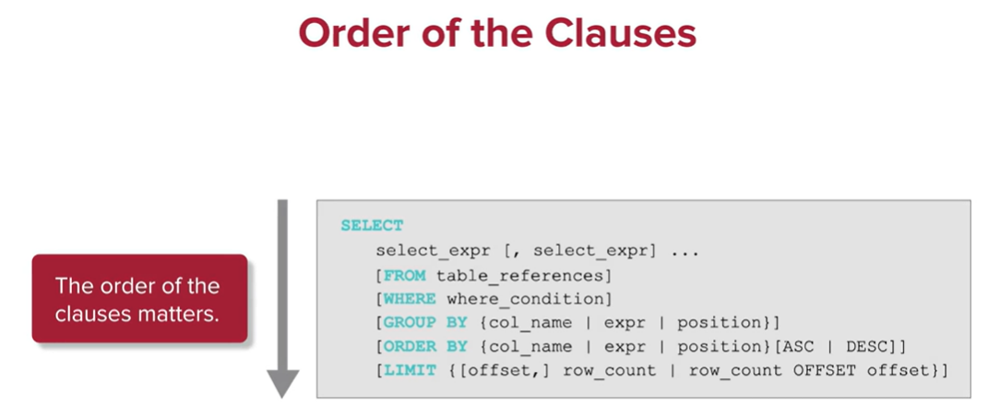 Order of the Clauses
The order of the
clauses matters.
SELECT
select_expr [, select_expr] ...
[FROM table_references]
[WHERE where_condition]
[GROUP BY {col_name | expr | position}]
[ORDER BY {col_name | expr | position}[ASC | DESC]]
[LIMIT {[offset,] row_count | row_count OFFSET offset}]